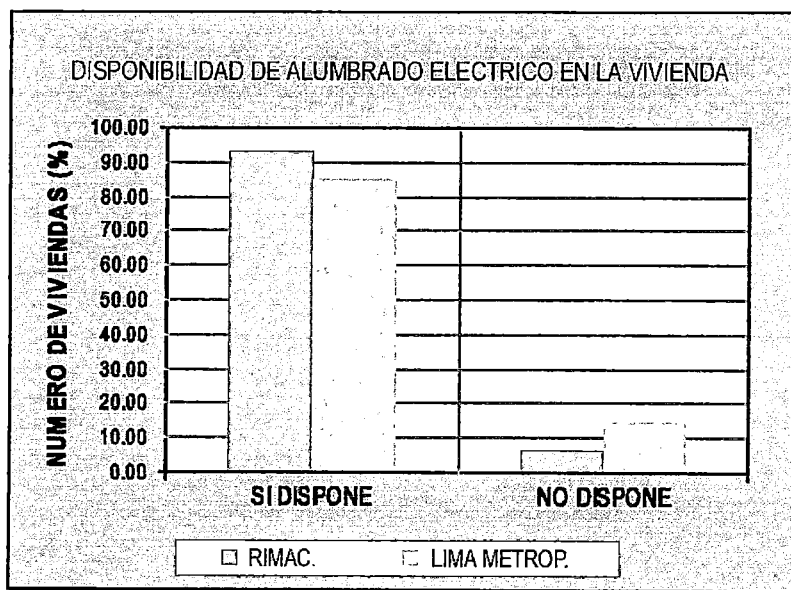 DISPONIBILIDAD DE ALUMBRADO ELECTRICO EN LA VIVIENDA
NUMERO DE VIVIENDAS (%)
100.00
90.00
80.00
70.00
60.00
50.00
40.00
30.00
20.00
10.00
0.00
SI DISPONE
NO DISPONE
RIMAC.
LIMA METROP.